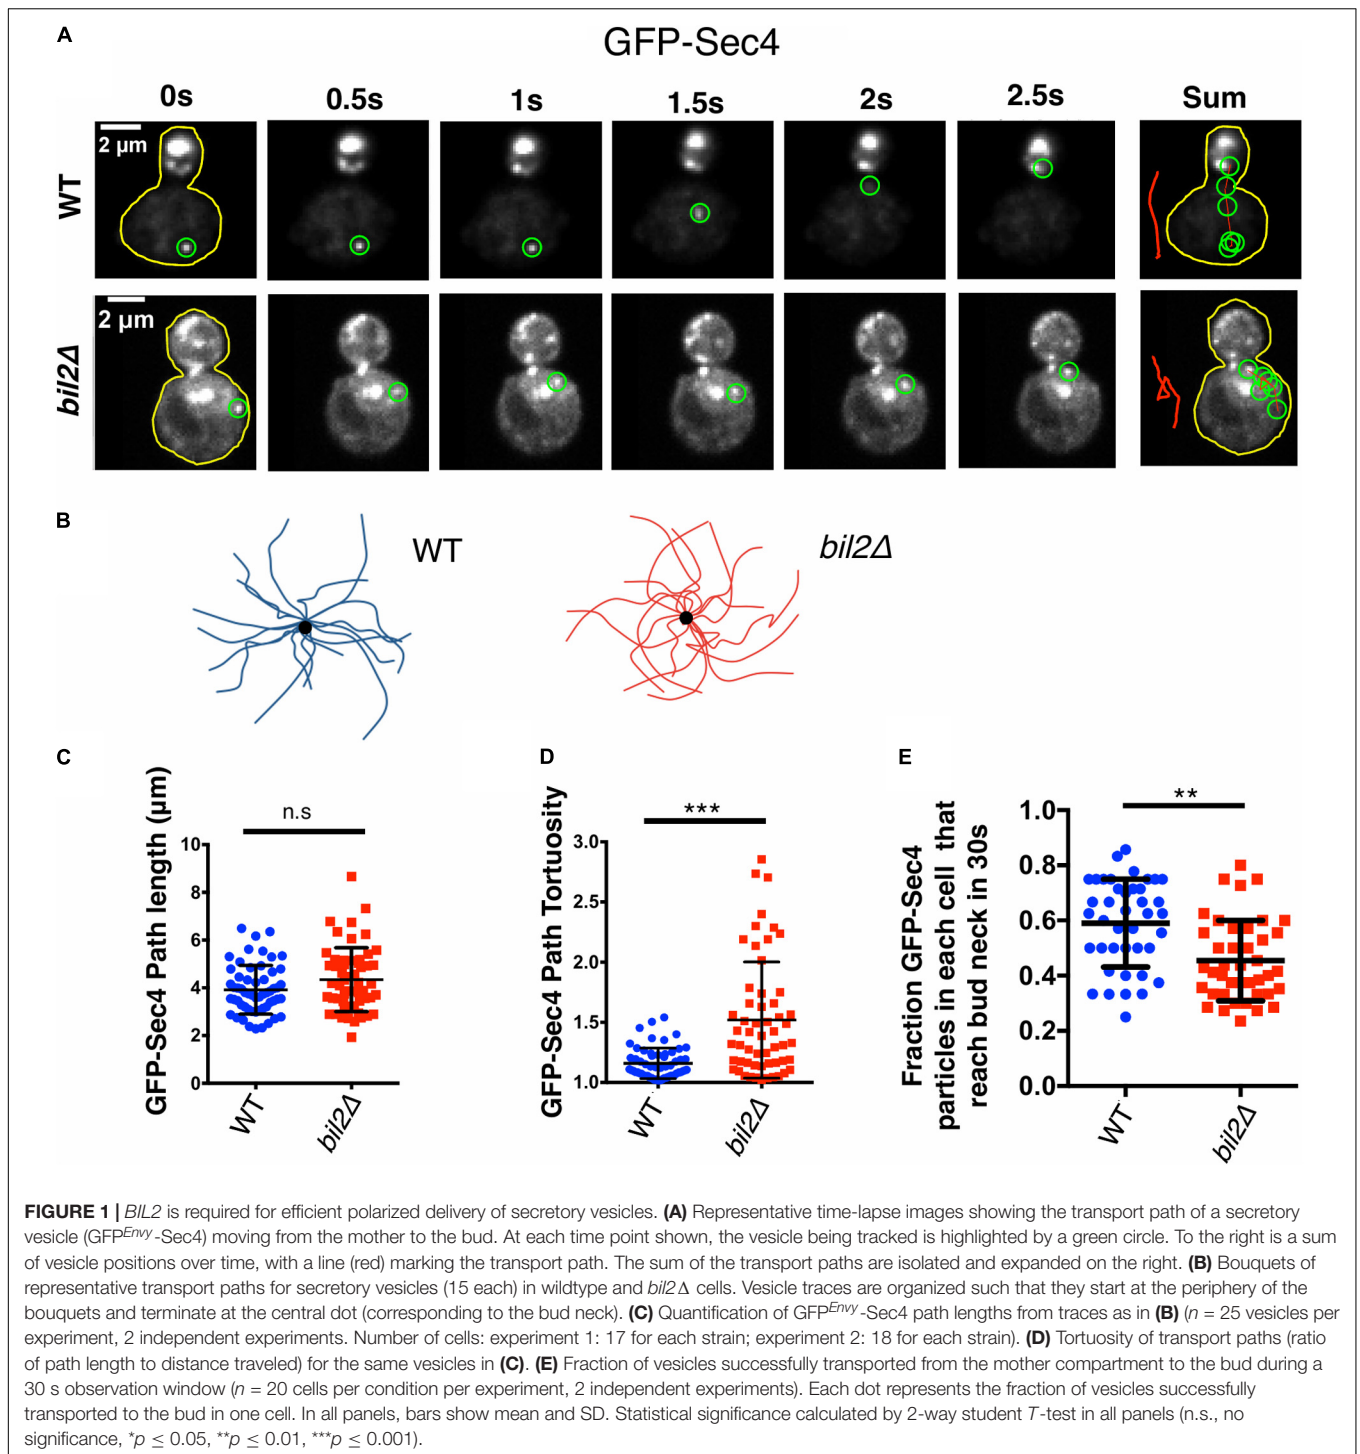 A
GFP-Sec4
0s 0.5s 1s 1.5s 2s 2.5s Sum
2 µm
WT
2 µm
bil2Δ
B
WT
bil2Δ
C
GFP-Sec4 Path length (µm)
n.s
10
8
6
4
2
0
WT
bil2Δ
D
GFP-Sec4 Path Tortuosity
***
3.0
2.5
2.0
1.5
1.0
WT
bil2Δ
E
Fraction GFP-Sec4
particles in each cell that
reach bud neck in 30s
**
1.0
0.8
0.6
0.4
0.2
0.0
WT
bil2Δ
FIGURE 1 | BIL2 is required for efficient polarized delivery of secretory vesicles. (A) Representative time-lapse images showing the transport path of a secretory
vesicle (GFPEnvy-Sec4) moving from the mother to the bud. At each time point shown, the vesicle being tracked is highlighted by a green circle. To the right is a sum
of vesicle positions over time, with a line (red) marking the transport path. The sum of the transport paths are isolated and expanded on the right. (B) Bouquets of
representative transport paths for secretory vesicles (15 each) in wildtype and bil2Δ cells. Vesicle traces are organized such that they start at the periphery of the
bouquets and terminate at the central dot (corresponding to the bud neck). (C) Quantification of GFPEnvy-Sec4 path lengths from traces as in (B) (n = 25 vesicles per
experiment, 2 independent experiments. Number of cells: experiment 1: 17 for each strain; experiment 2: 18 for each strain). (D) Tortuosity of transport paths (ratio
of path length to distance traveled) for the same vesicles in (C). (E) Fraction of vesicles successfully transported from the mother compartment to the bud during a
30 s observation window (n = 20 cells per condition per experiment, 2 independent experiments). Each dot represents the fraction of vesicles successfully
transported to the bud in one cell. In all panels, bars show mean and SD. Statistical significance calculated by 2-way student T-test in all panels (n.s., no
significance, *p ≤ 0.05, **p ≤ 0.01, ***p ≤ 0.001).